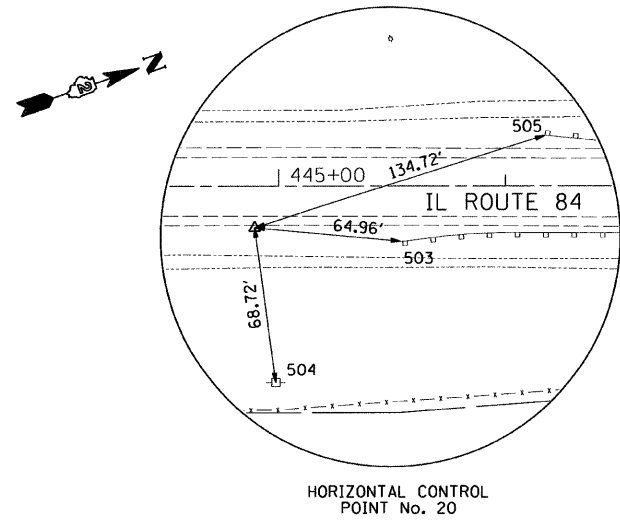 N
505
134.72'
445+00
IL ROUTE 84
64.96'
503
68.72'
504
x x x x x x x x x x x x
HORIZONTAL CONTROL
POINT No. 20